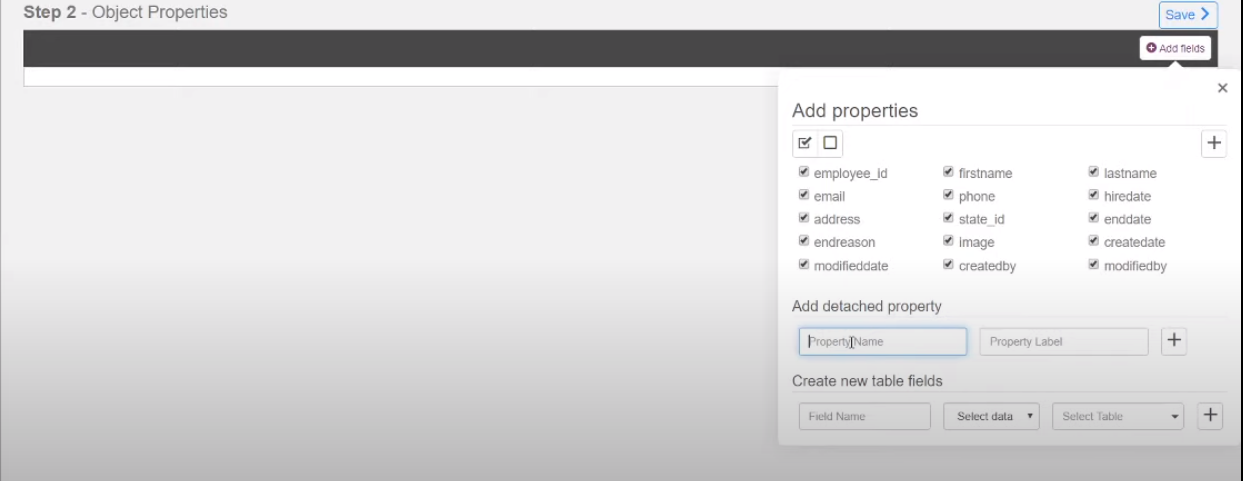 Step 2 - Object Properties
Save
Add fields
Add properties
employee_id firstname lastname
email phone hiredate
address state_id enddate
endreason image createdate
modifieddate createdby modifiedby
Add detached property
Property Name Property Label
Create new table fields
Field Name Select data Select Table